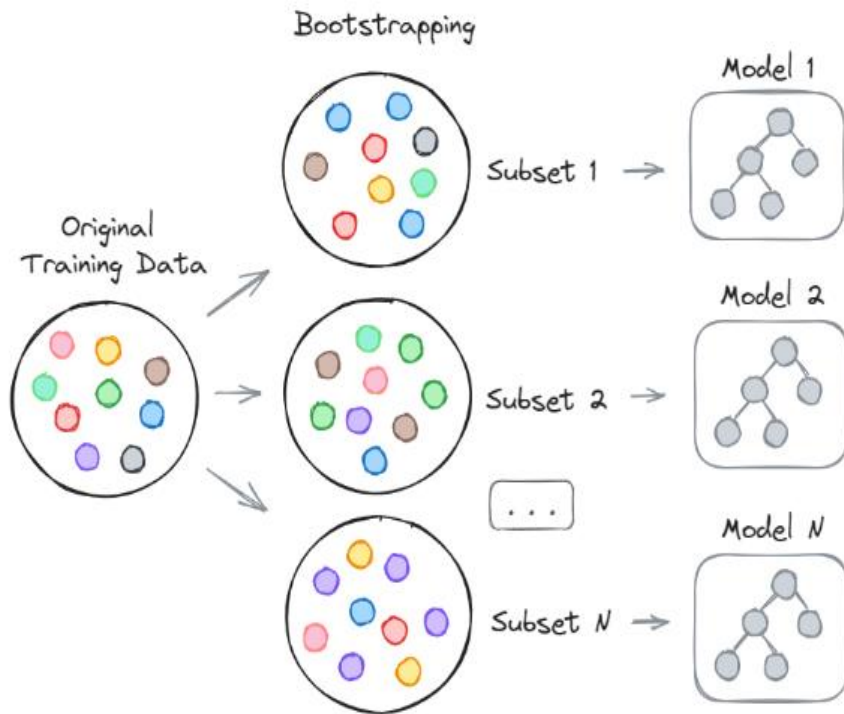 Bootstrapping
Model 1
Subset 1
Original
Training Data
Model 2
Subset 2
. . .
Model N
Subset N